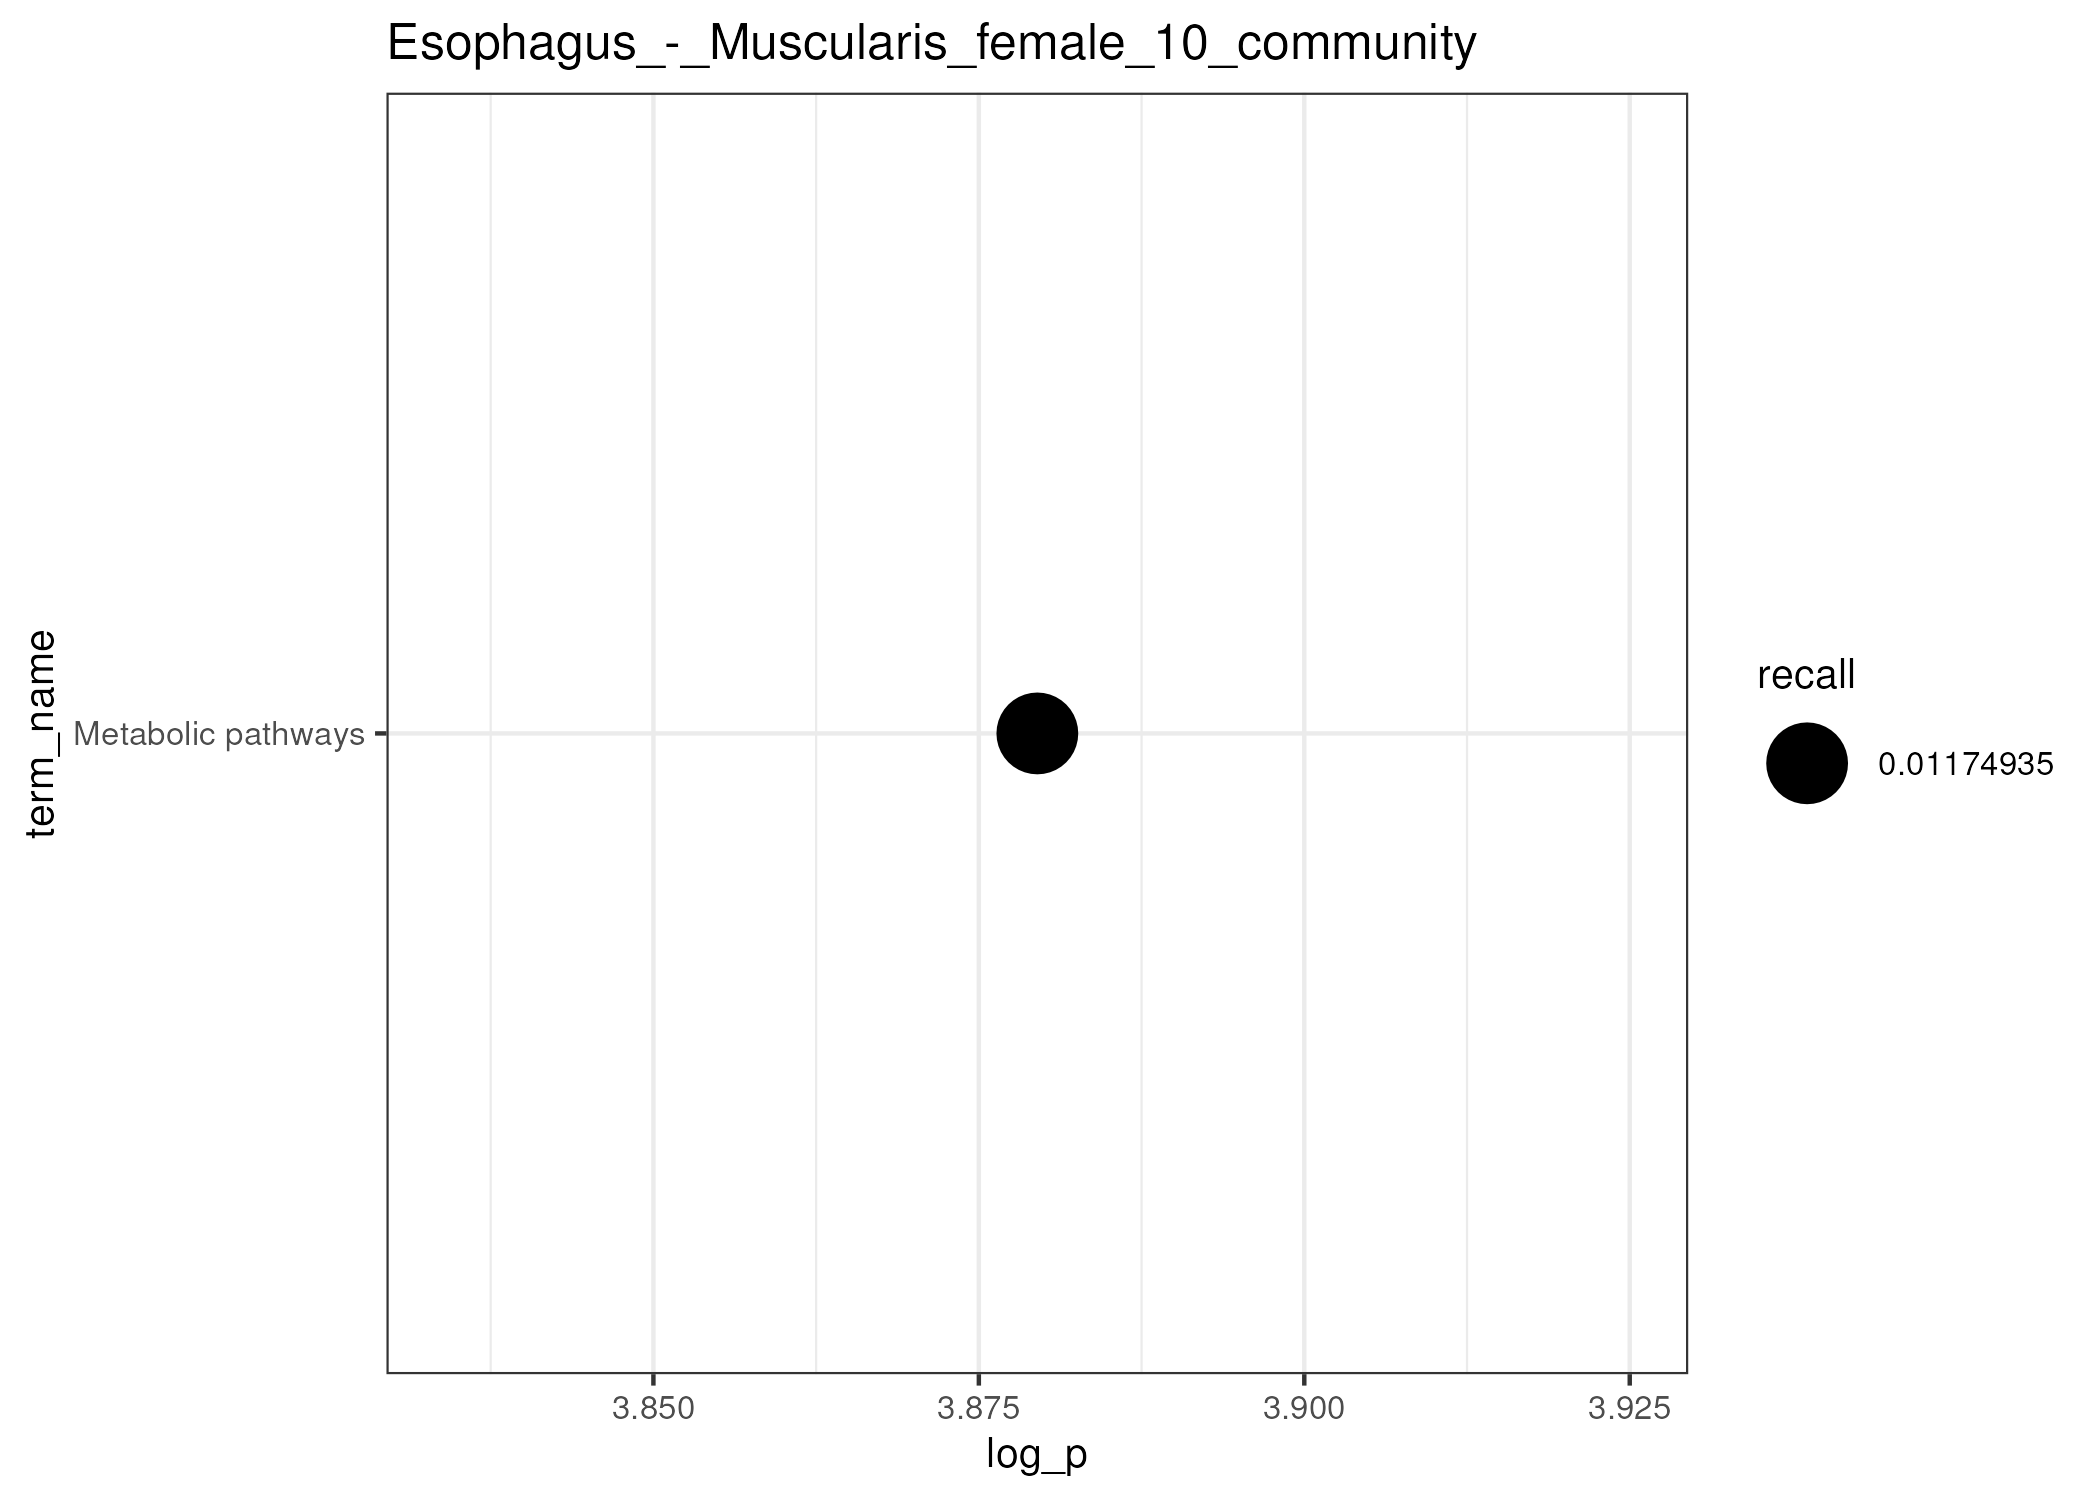 Esophagus_-_Muscularis_female_10_community
term_name
Metabolic pathways
3.850
3.875
3.900
3.925
log_p
recall
0.01174935